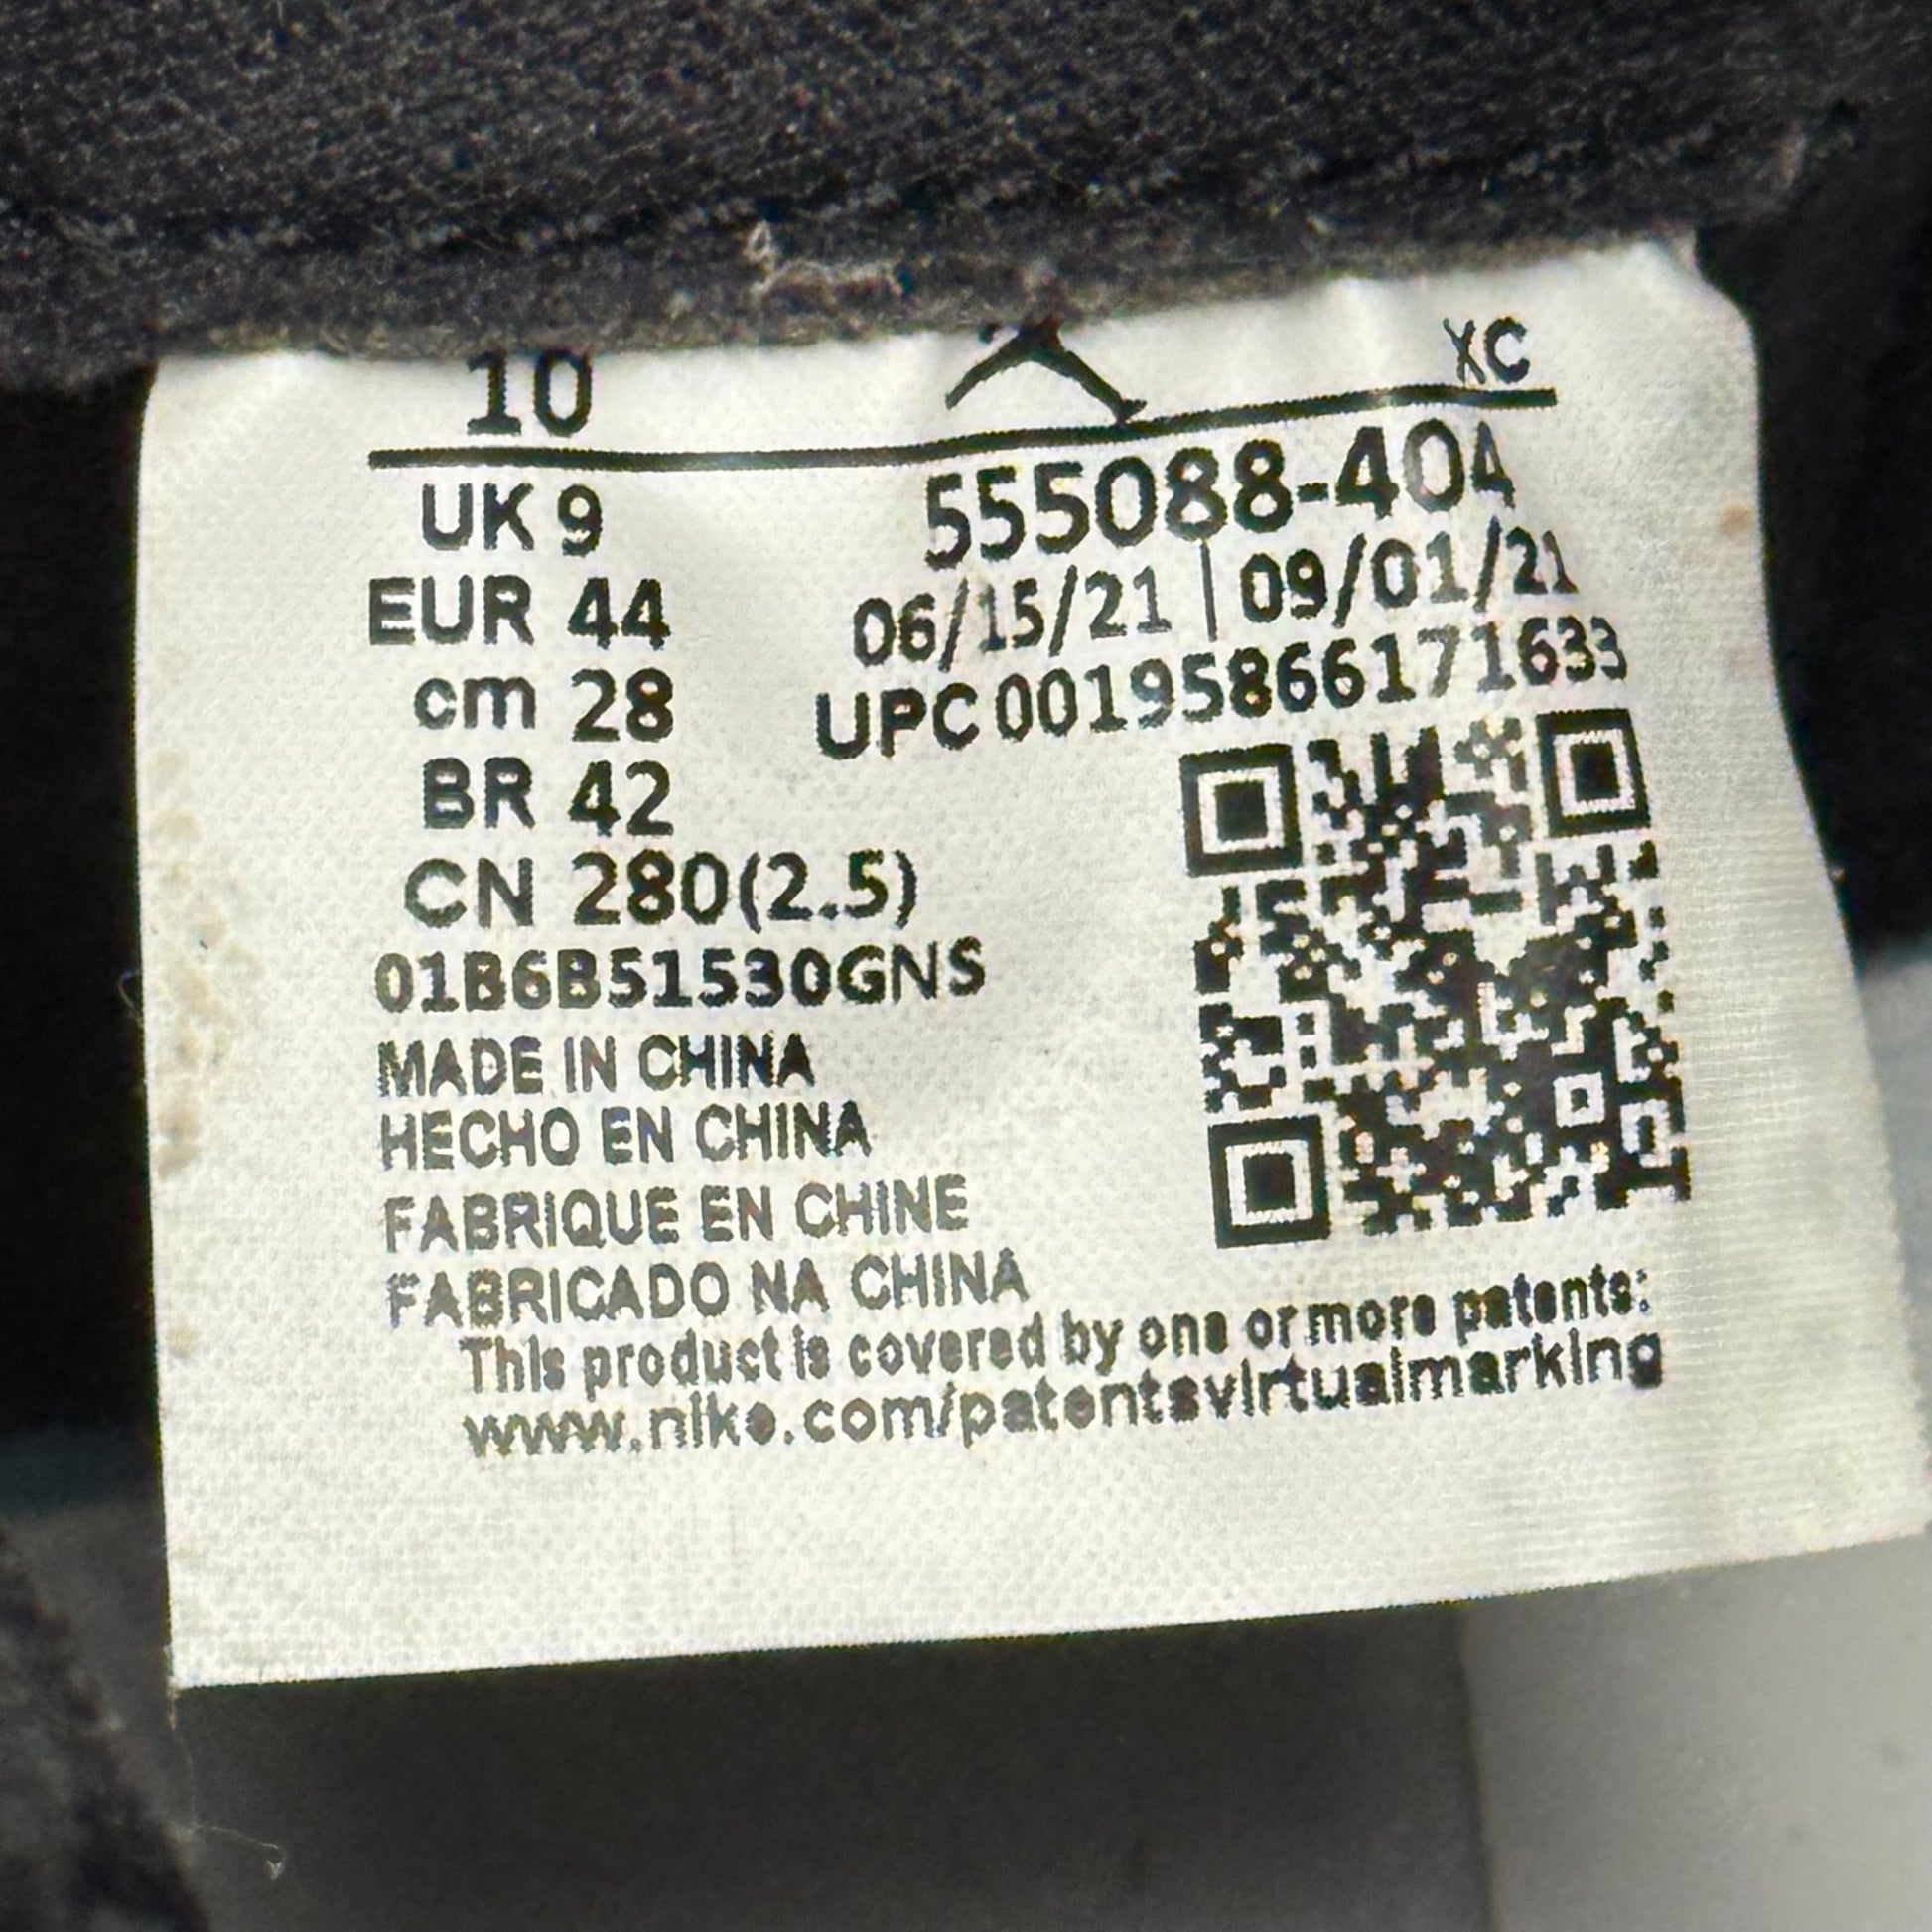 10 XC
UK 9 555088-404
EUR 44 06/15/21 | 09/01/21
cm 28 UPC 00195866171633
BR 42
CN 280(2.5)
01B6B51530GNS
MADE IN CHINA
HECHO EN CHINA
FABRIQUE EN CHINE
FABRICADO NA CHINA
This product is covered by one or more patents:
www.nike.com/patentsvirtualmarking